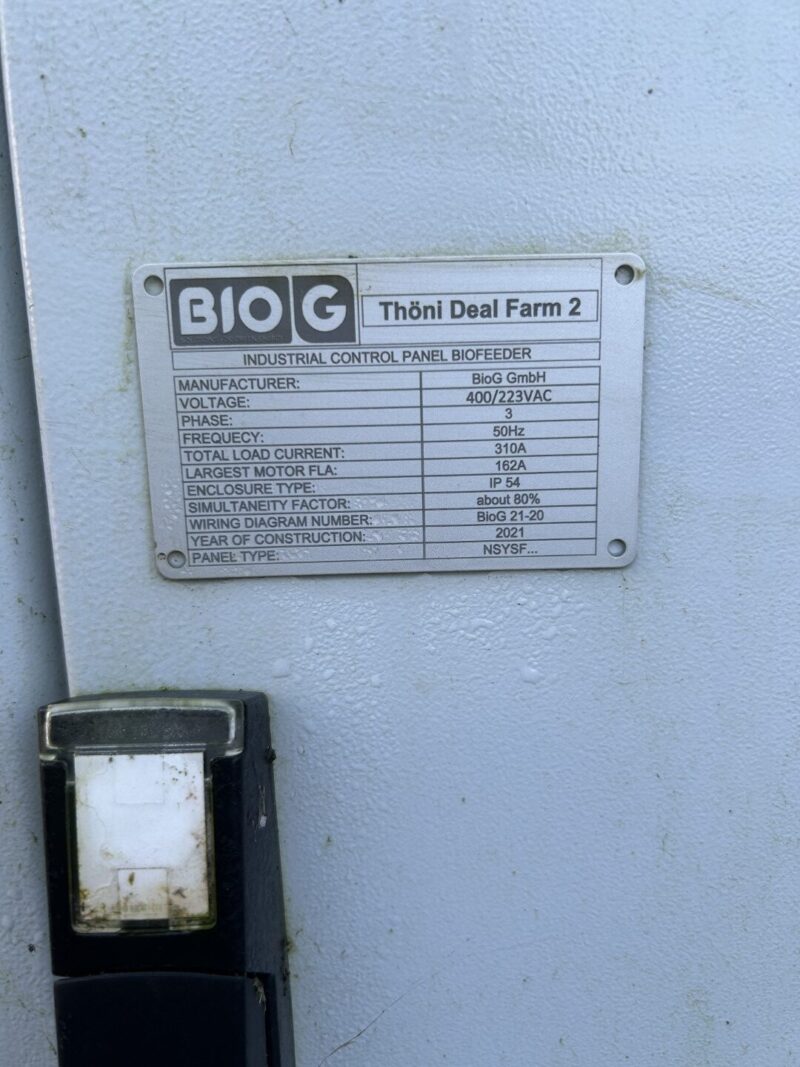 BIOG
Thöni Deal Farm 2
INDUSTRIAL CONTROL PANEL BIOFEEDER
MANUFACTURER: BioG GmbH
VOLTAGE: 400/223VAC
PHASE: 3
FREQUECY: 50Hz
TOTAL LOAD CURRENT: 310A
LARGEST MOTOR FLA: 162A
ENCLOSURE TYPE: IP 54
SIMULTANEITY FACTOR: about 80%
WIRING DIAGRAM NUMBER: BioG 21-20
YEAR OF CONSTRUCTION: 2021
PANEL TYPE: NSYSF...